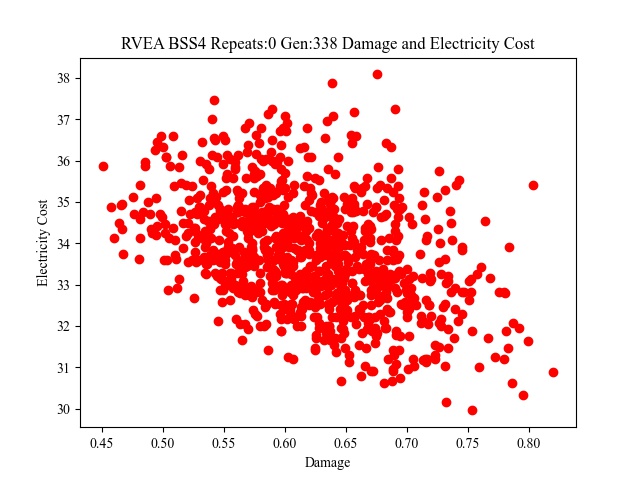 RVEA BSS4 Repeats:0 Gen:338 Damage and Electricity Cost
38
37
36
35
34
33
32
31
30
Electricity Cost
0.45 0.50 0.55 0.60 0.65 0.70 0.75 0.80
Damage